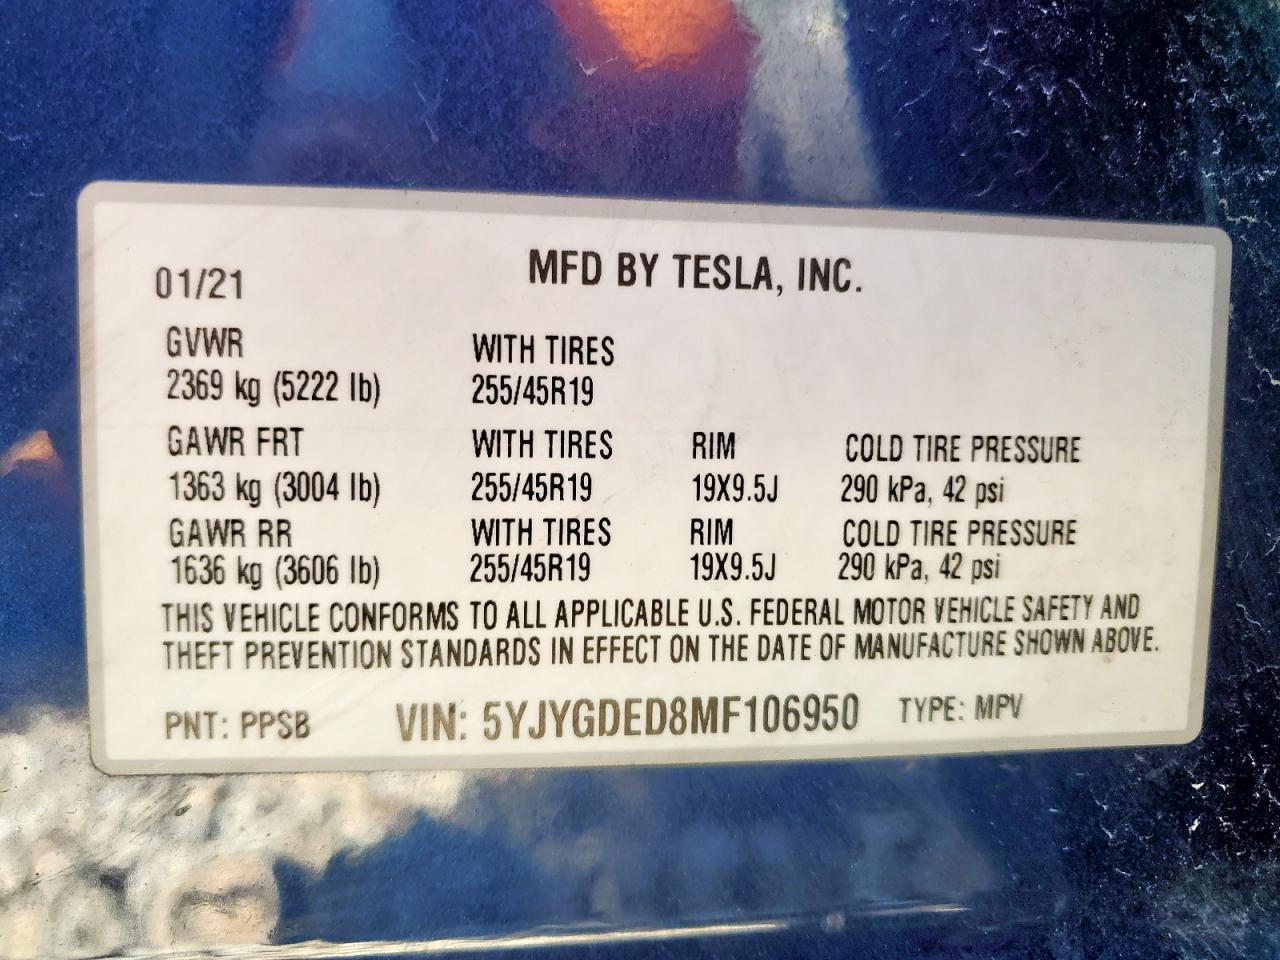 01/21 MFD BY TESLA, INC.
GVWR WITH TIRES
2369 kg (5222 lb) 255/45R19
GAWR FRT WITH TIRES RIM COLD TIRE PRESSURE
1363 kg (3004 lb) 255/45R19 19X9.5J 290 kPa, 42 psi
GAWR RR WITH TIRES RIM COLD TIRE PRESSURE
1636 kg (3606 lb) 255/45R19 19X9.5J 290 kPa, 42 psi
THIS VEHICLE CONFORMS TO ALL APPLICABLE U.S. FEDERAL MOTOR VEHICLE SAFETY AND
THEFT PREVENTION STANDARDS IN EFFECT ON THE DATE OF MANUFACTURE SHOWN ABOVE.
PNT: PPSB VIN: 5YJYGDED8MF106950 TYPE: MPV